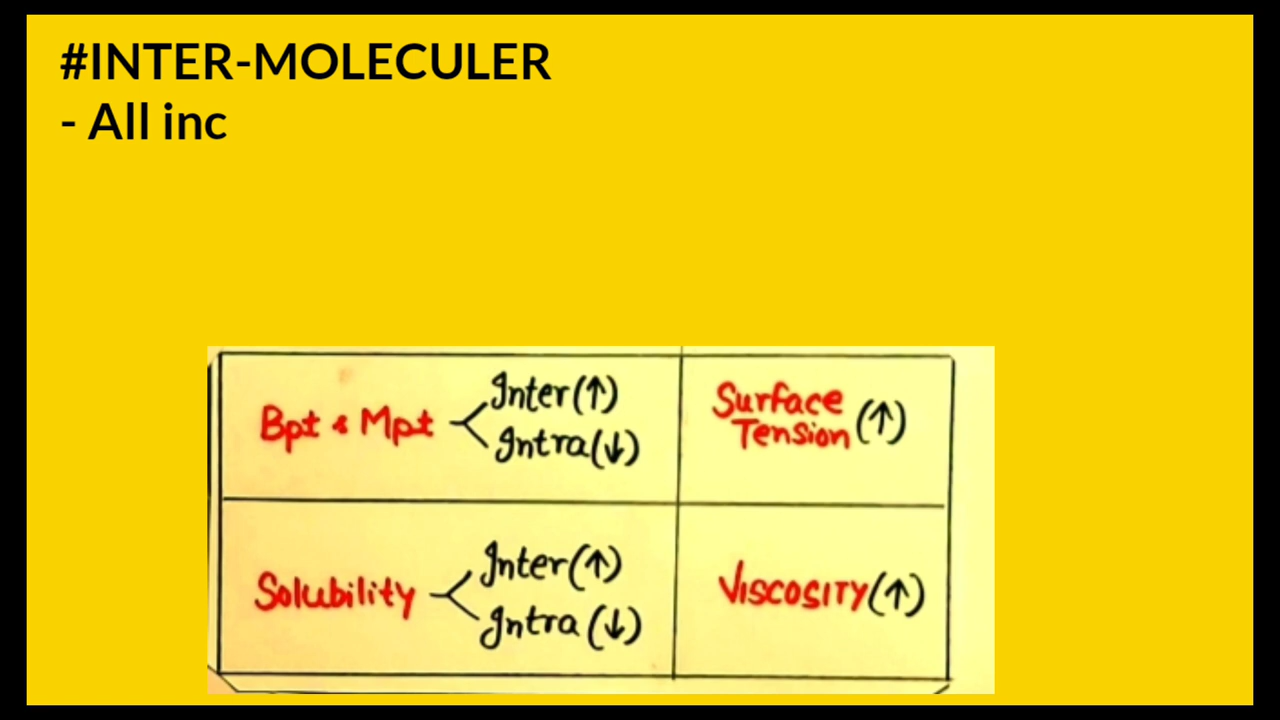 #INTER-MOLECULER
- All inc
Bpt & Mpt
Inter(↑)
Intra(↓)
Surface
Tension (↑)
Solubility
Inter(↑)
Intra(↓)
VISCOSITY(↑)